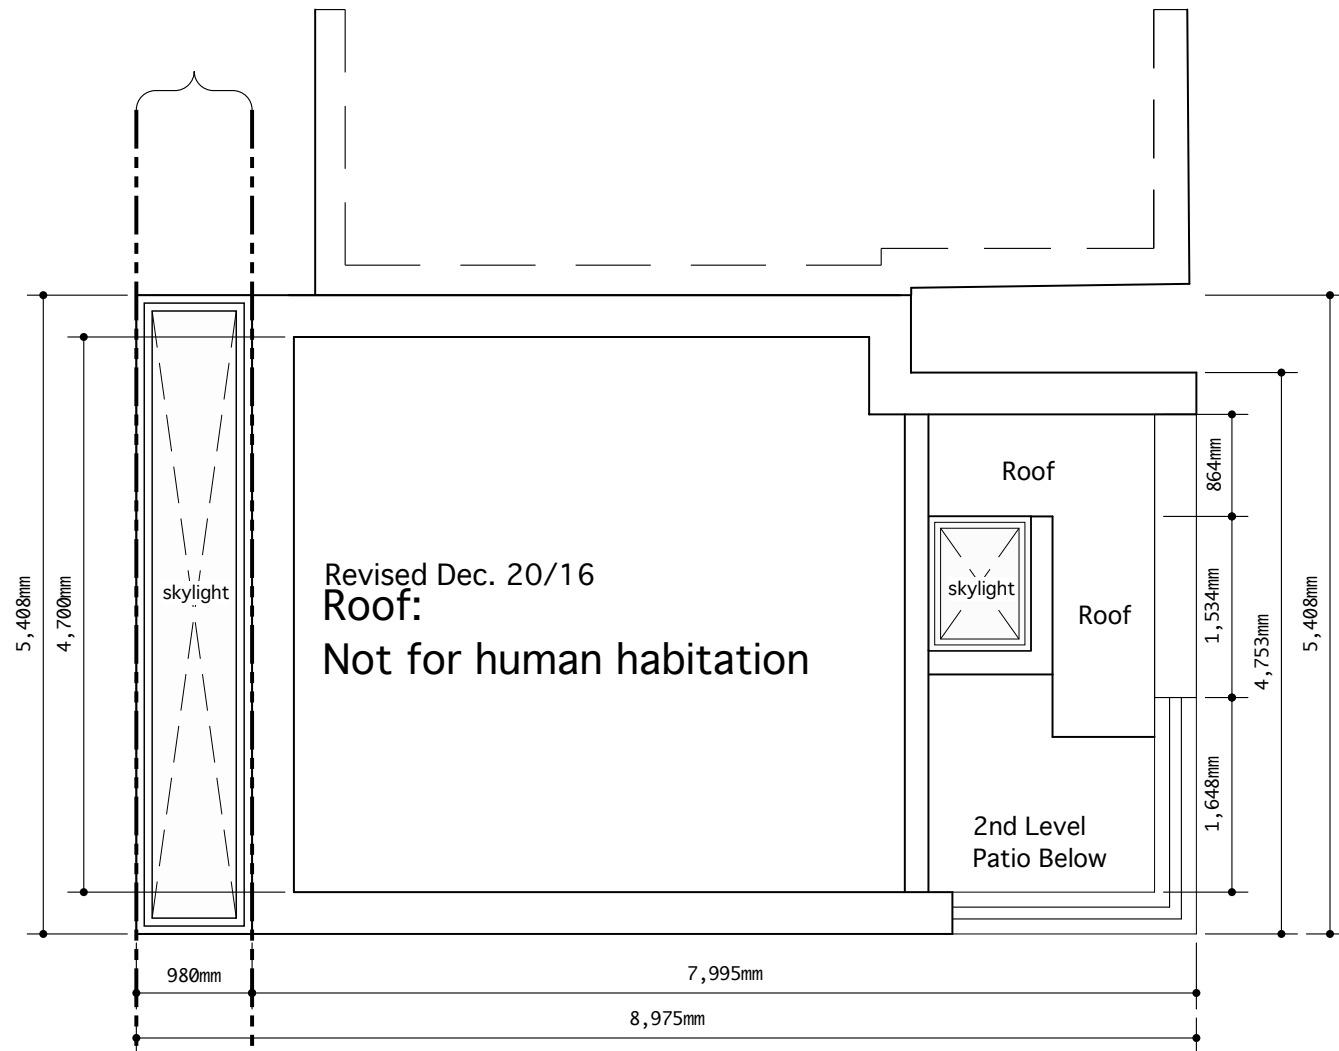 864mm
Roof
Revised Dec. 20/16
Roof:
Not for human habitation
skylight
skylight
Roof
5,408mm
4,700mm
1,534mm
4,753mm
5,408mm
1,648mm
2nd Level
Patio Below
980mm
7,995mm
8,975mm